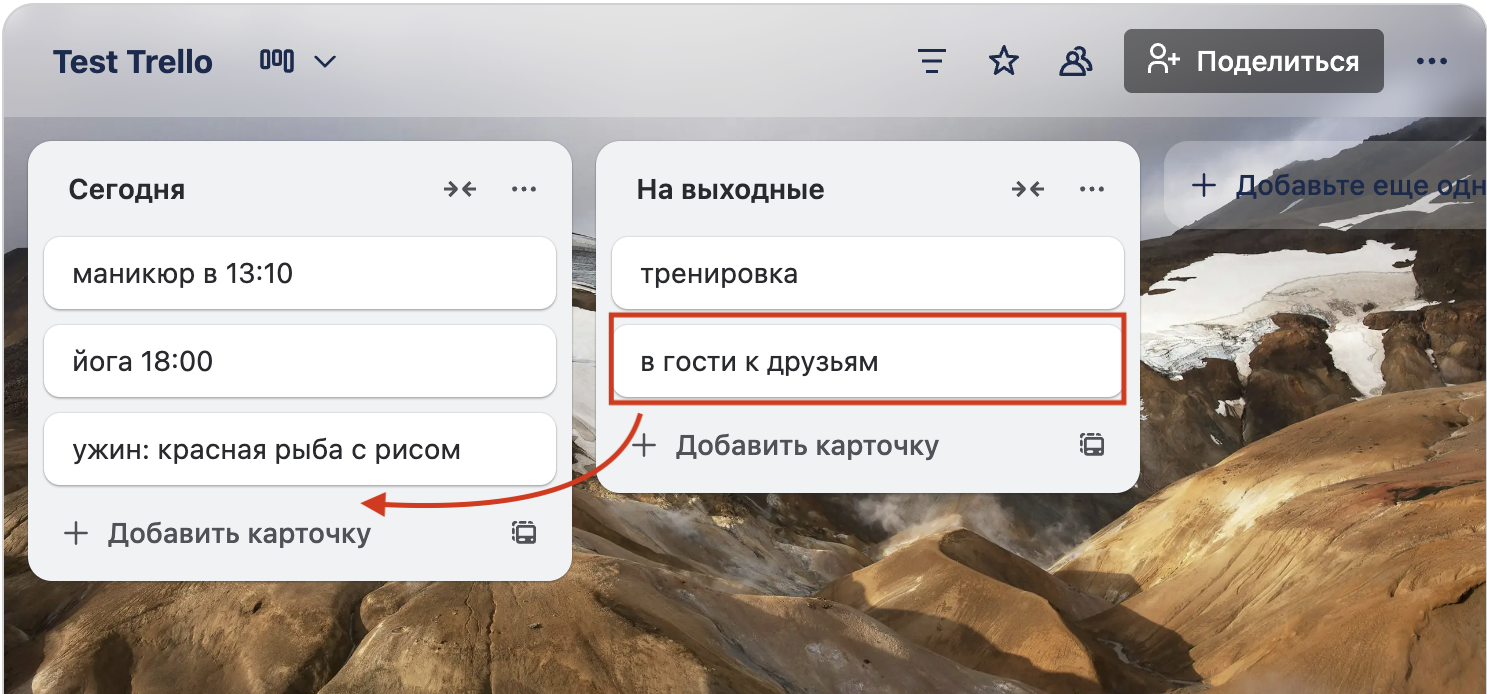 Test Trello
Поделиться
Сегодня
маникюр в 13:10
йога 18:00
ужин: красная рыба с рисом
Добавить карточку
На выходные
тренировка
в гости к друзьям
Добавить карточку
Добавьте еще одн